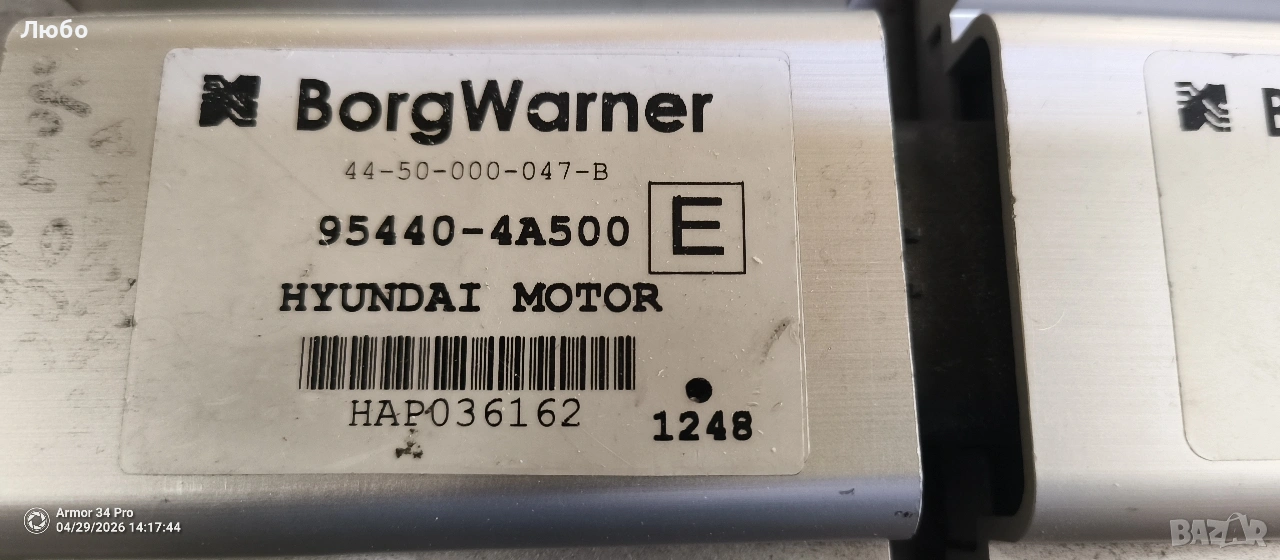 Любо
BorgWarner
44-50-000-047-B
95440-4A500
E
HYUNDAI MOTOR
HAP036162
1248
B
Armor 34 Pro
04/29/2026 14:17:44
BAZAR